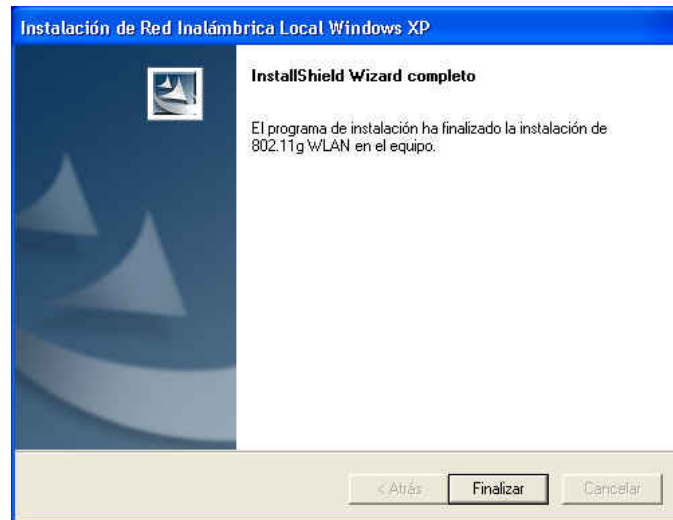 Instalación de Red Inalámbrica Local Windows XP
InstallShield Wizard completo
El programa de instalación ha finalizado la instalación de
802.11g WLAN en el equipo.
< Atrás
Finalizar
Cancelar